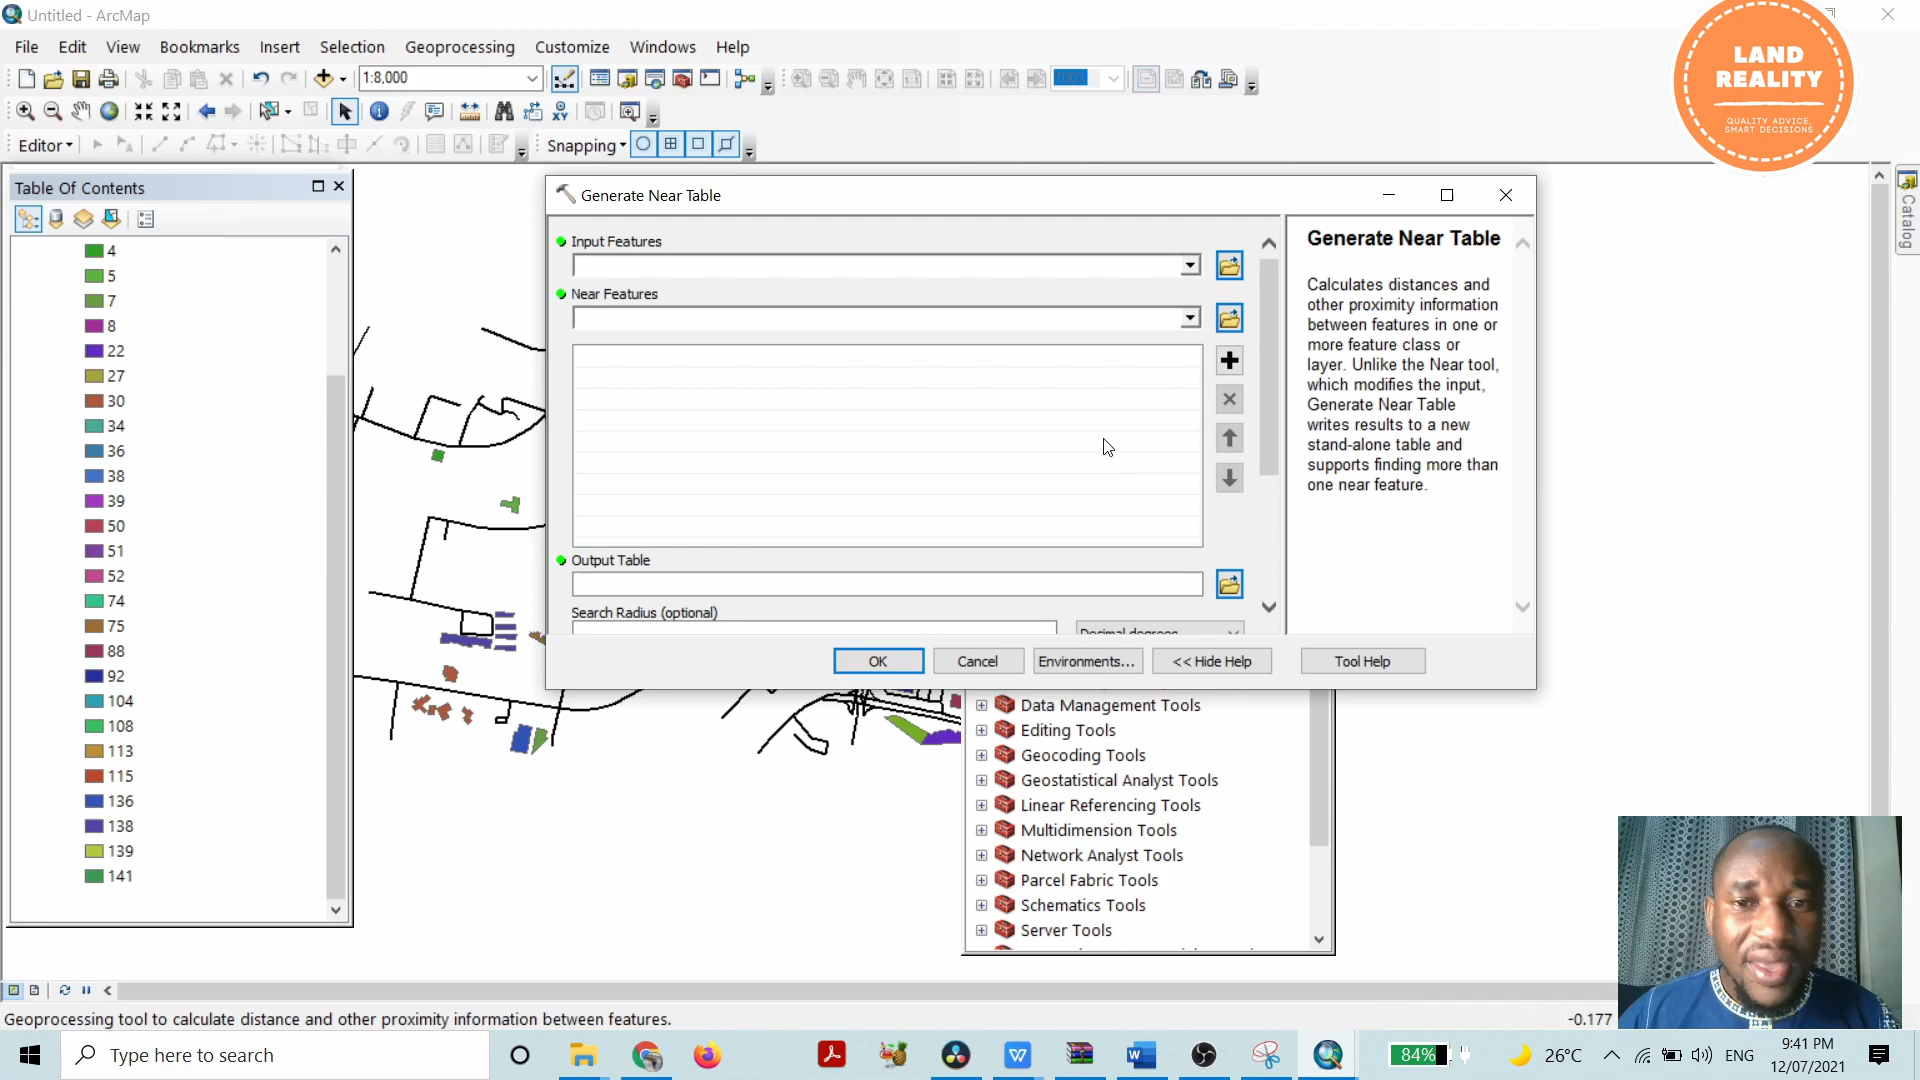 Untitled - ArcMap
File Edit View Bookmarks Insert Selection Geoprocessing Customize Windows Help
1:8,000
Editor
Snapping
LAND
REALITY
QUALITY ADVICE,
SMART DECISIONS
Table Of Contents
4
5
7
8
22
27
30
34
36
38
39
50
51
52
74
75
88
92
104
108
113
115
136
138
139
141
Generate Near Table
Input Features
Near Features
Output Table
Search Radius (optional)
Decimal degrees
OK Cancel Environments... << Hide Help Tool Help
Generate Near Table
Calculates distances and
other proximity information
between features in one or
more feature class or
layer. Unlike the Near tool,
which modifies the input,
Generate Near Table
writes results to a new
stand-alone table and
supports finding more than
one near feature.
Catalog
Data Management Tools
Editing Tools
Geocoding Tools
Geostatistical Analyst Tools
Linear Referencing Tools
Multidimension Tools
Network Analyst Tools
Parcel Fabric Tools
Schematics Tools
Server Tools
Geoprocessing tool to calculate distance and other proximity information between features.
-0.177
Type here to search
84%
26°C
ENG
9:41 PM
12/07/2021